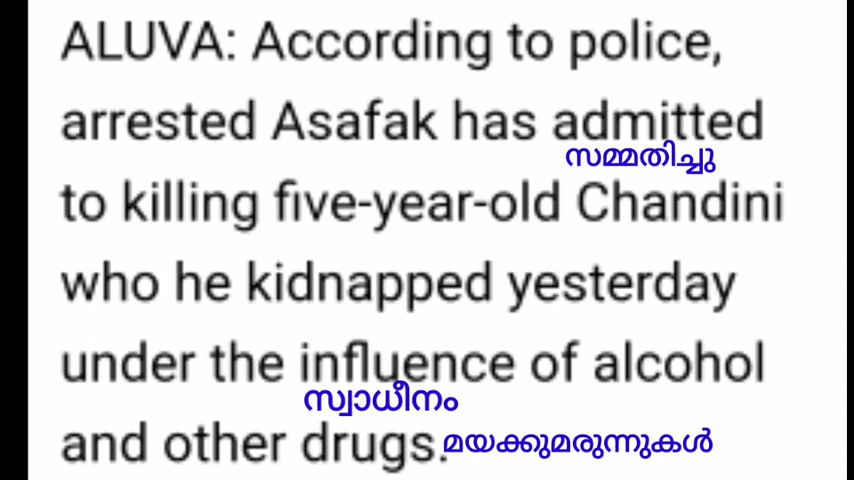 ALUVA: According to police,
arrested Asafak has admitted
സമ്മതിച്ചു
to killing five-year-old Chandini
who he kidnapped yesterday
under the influence of alcohol
സ്വാധീനം
and other drugs. മയക്കുമരുന്നുകൾ